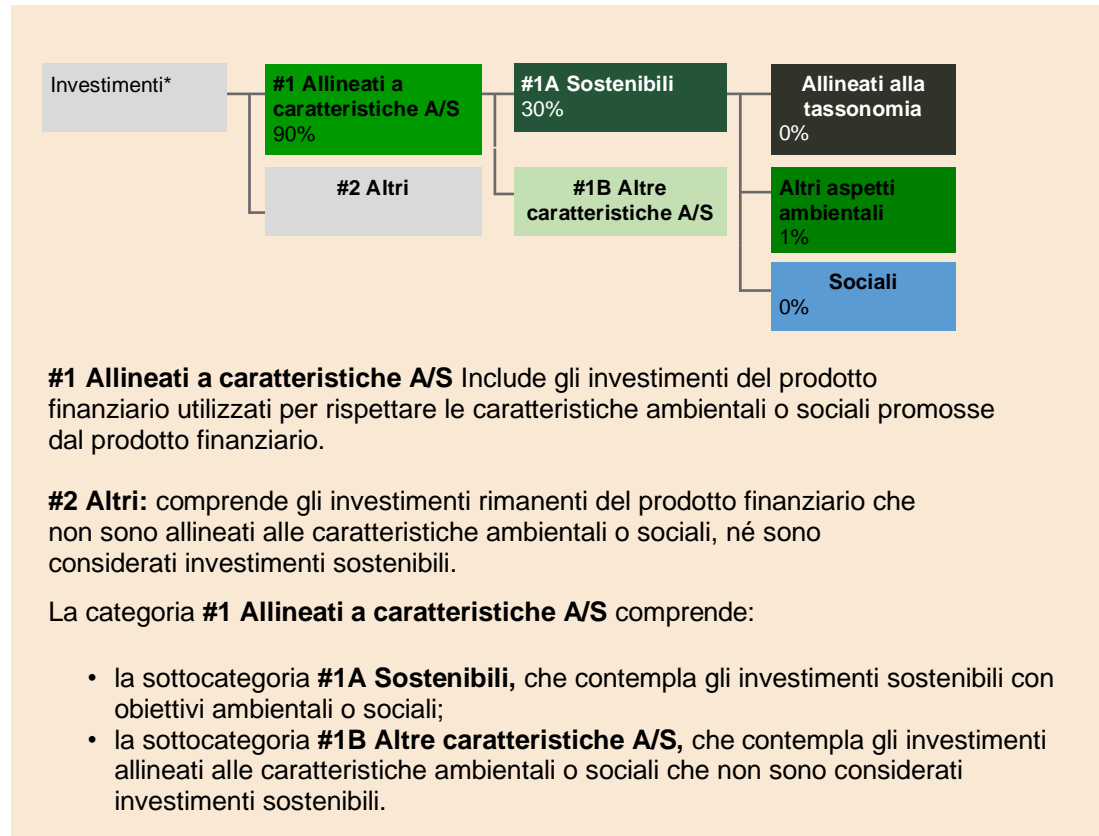 Investimenti*
#1 Allineati a
caratteristiche A/S
90%
#2 Altri
#1A Sostenibili
30%
#1B Altre
caratteristiche A/S
Allineati alla
tassonomia
0%
Altri aspetti
ambientali
1%
Sociali
0%
#1 Allineati a caratteristiche A/S Include gli investimenti del prodotto
finanziario utilizzati per rispettare le caratteristiche ambientali o sociali promosse
dal prodotto finanziario.
#2 Altri: comprende gli investimenti rimanenti del prodotto finanziario che
non sono allineati alle caratteristiche ambientali o sociali, né sono
considerati investimenti sostenibili.
La categoria #1 Allineati a caratteristiche A/S comprende:
• la sottocategoria #1A Sostenibili, che contempla gli investimenti sostenibili con
obiettivi ambientali o sociali;
• la sottocategoria #1B Altre caratteristiche A/S, che contempla gli investimenti
allineati alle caratteristiche ambientali o sociali che non sono considerati
investimenti sostenibili.